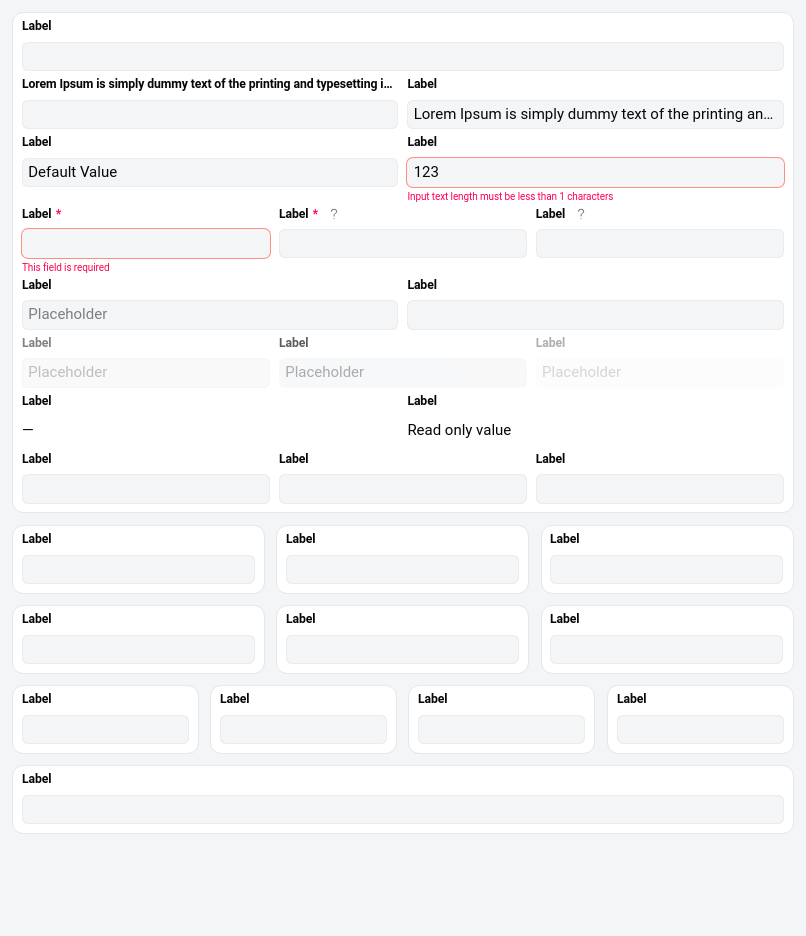 Label
Lorem Ipsum is simply dummy text of the printing and typesetting i... Label
Lorem Ipsum is simply dummy text of the printing an...
Label Label
Default Value 123
Input text length must be less than 1 characters
Label * Label * ? Label ?
This field is required
Label Label
Placeholder
Label Label Label
Placeholder Placeholder Placeholder
Label Label
— Read only value
Label Label Label
Label Label Label
Label Label Label
Label Label Label Label
Label